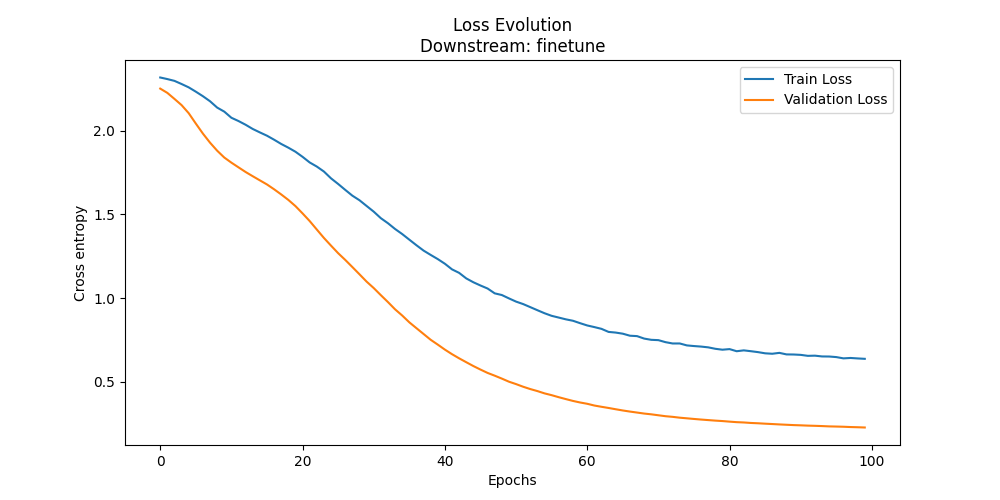 Loss Evolution
Downstream: finetune
Train Loss
Validation Loss
2.0
1.5
1.0
0.5
Cross entropy
0
20
40
60
80
100
Epochs